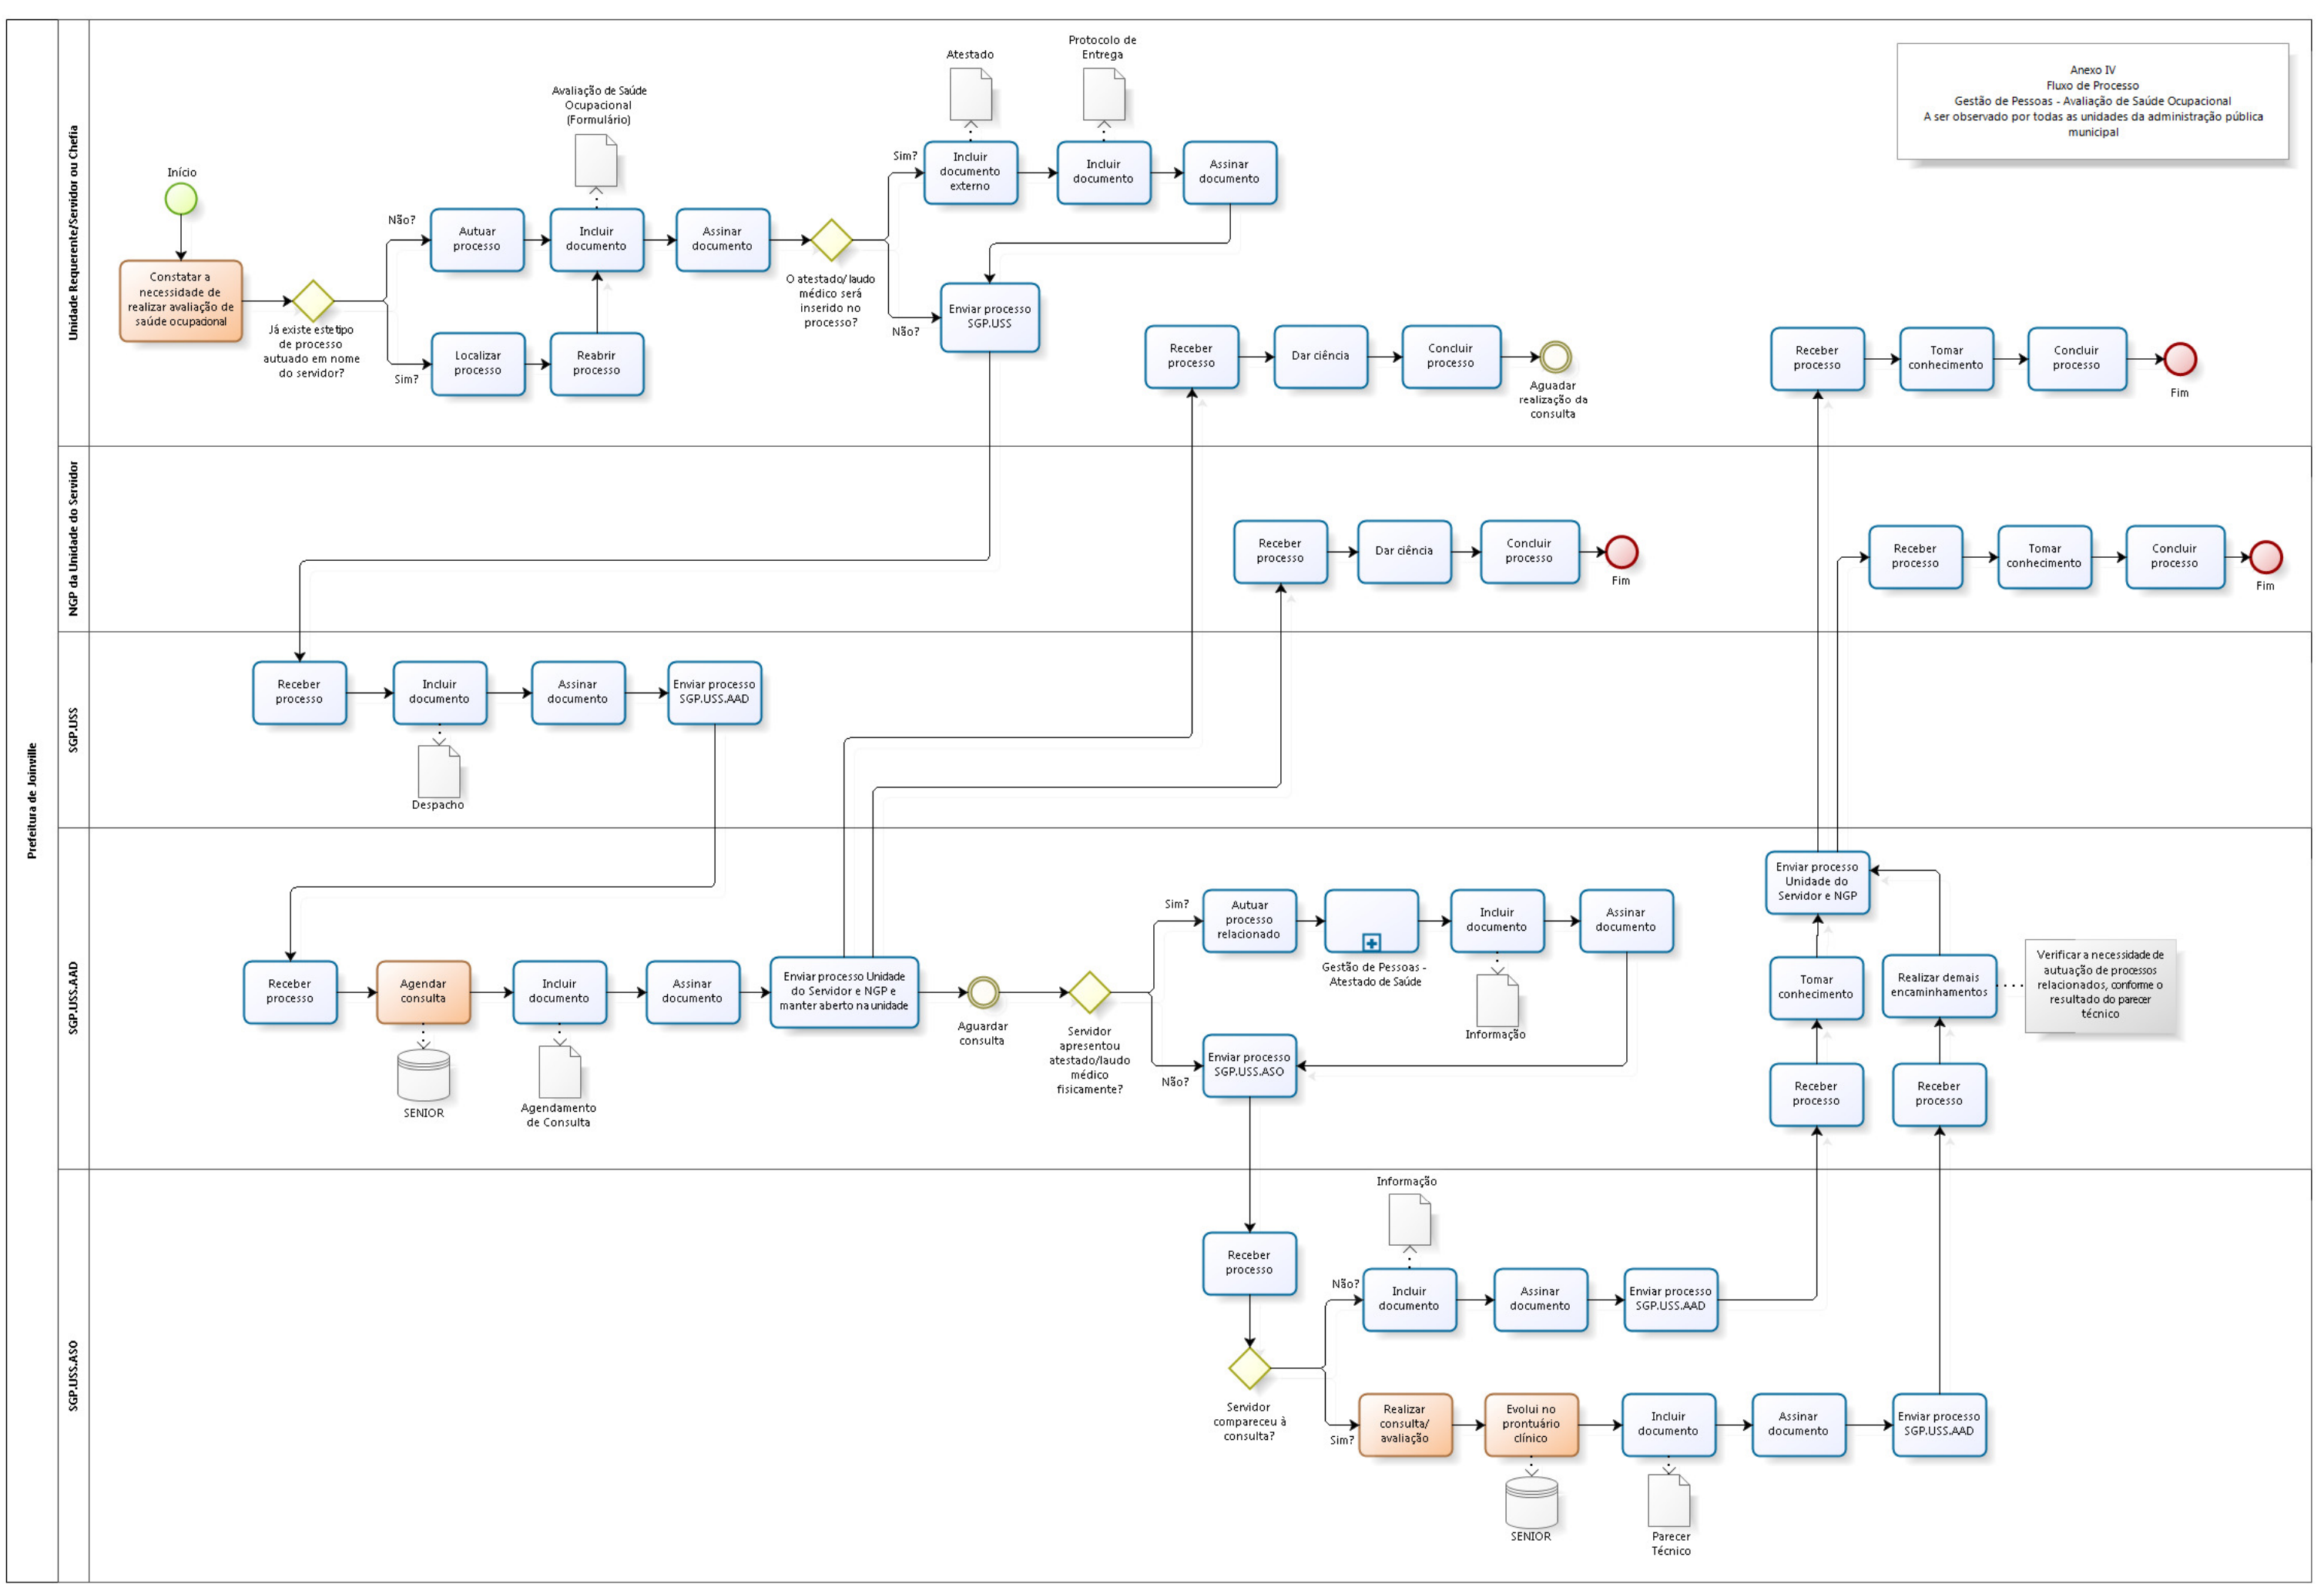 Prefeitura de Joinville
Unidade Requerente/Servidor ou Chefia
Início
Constatar a
necessidade de
realizar avaliação de
saúde ocupacional
Já existe este tipo
de processo
autuado em nome
do servidor?
Não?
Sim?
Autuar
processo
Localizar
processo
Reabrir
processo
Avaliação de Saúde
Ocupacional
(Formulário)
Incluir
documento
Assinar
documento
O atestado/laudo
médico será
inserido no
processo?
Sim?
Não?
Atestado
Incluir
documento
externo
Protocolo de
Entrega
Incluir
documento
Assinar
documento
Enviar processo
SGP.USS
Receber
processo
Dar ciência
Concluir
processo
Aguadar
realização da
consulta
Anexo IV
Fluxo de Processo
Gestão de Pessoas - Avaliação de Saúde Ocupacional
A ser observado por todas as unidades da administração pública
municipal
Receber
processo
Tomar
conhecimento
Concluir
processo
Fim
NGP da Unidade do Servidor
Receber
processo
Dar ciência
Concluir
processo
Fim
Receber
processo
Tomar
conhecimento
Concluir
processo
Fim
SGP.USS
Receber
processo
Incluir
documento
Despacho
Assinar
documento
Enviar processo
SGP.USS.AAD
SGP.USS.AAD
Receber
processo
Agendar
consulta
SENIOR
Incluir
documento
Agendamento
de Consulta
Assinar
documento
Enviar processo Unidade
do Servidor e NGP e
manter aberto na unidade
Aguardar
consulta
Servidor
apresentou
atestado/laudo
médico
fisicamente?
Sim?
Não?
Autuar
processo
relacionado
Gestão de Pessoas -
Atestado de Saúde
Incluir
documento
Informação
Assinar
documento
Enviar processo
SGP.USS.ASO
Enviar processo
Unidade do
Servidor e NGP
Tomar
conhecimento
Receber
processo
Realizar demais
encaminhamentos
Receber
processo
Verificar a necessidade de
autuação de processos
relacionados, conforme o
resultado do parecer
técnico
SGP.USS.ASO
Receber
processo
Servidor
compareceu à
consulta?
Não?
Sim?
Informação
Incluir
documento
Assinar
documento
Enviar processo
SGP.USS.AAD
Realizar
consulta/
avaliação
Evolui no
prontuário
clínico
SENIOR
Incluir
documento
Parecer
Técnico
Assinar
documento
Enviar processo
SGP.USS.AAD